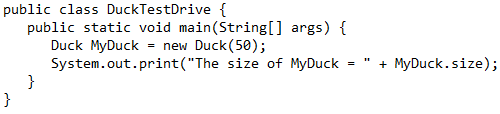 public class DuckTestDrive {
    public static void main(String[] args) {
        Duck MyDuck = new Duck(50);
        System.out.print("The size of MyDuck = " + MyDuck.size);
    }
}